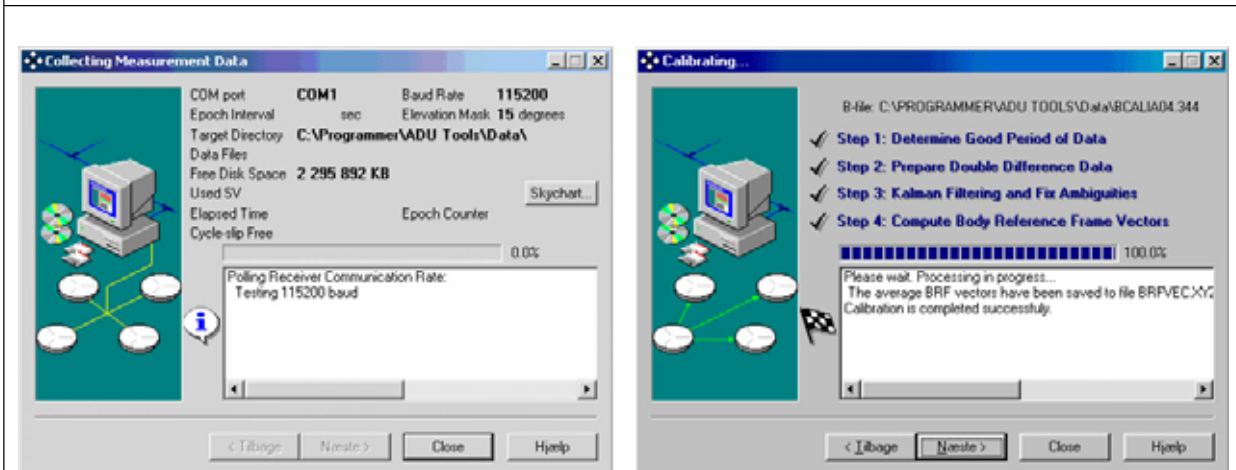 Collecting Measurement Data
COM port COM1 Baud Rate 115200
Epoch Interval sec Elevation Mask 15 degrees
Target Directory C:\Programmer\ADU Tools\Data\
Data Files
Free Disk Space 2 295 892 KB
Used SV
Skychart...
Elapsed Time Epoch Counter
Cycle-slip Free
0.0%
Polling Receiver Communication Rate:
Testing 115200 baud
< Tilbage Næste > Close Hjælp
Calibrating...
B-file: C:\PROGRAMMER\ADU TOOLS\Data\BCALIA04.344
Step 1: Determine Good Period of Data
Step 2: Prepare Double Difference Data
Step 3: Kalman Filtering and Fix Ambiguities
Step 4: Compute Body Reference Frame Vectors
100.0%
Please wait. Processing in progress...
The average BRF vectors have been saved to file BRFVEC.XYZ
Calibration is completed successfuly.
< Tilbage Næste > Close Hjælp